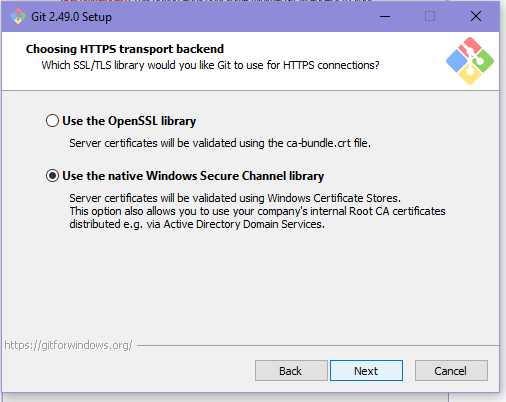 Git 2.49.0 Setup
Choosing HTTPS transport backend
Which SSL/TLS library would you like Git to use for HTTPS connections?
Use the OpenSSL library
Server certificates will be validated using the ca-bundle.crt file.
Use the native Windows Secure Channel library
Server certificates will be validated using Windows Certificate Stores.
This option also allows you to use your company's internal Root CA certificates
distributed e.g. via Active Directory Domain Services.
https://gitforwindows.org/
Back
Next
Cancel